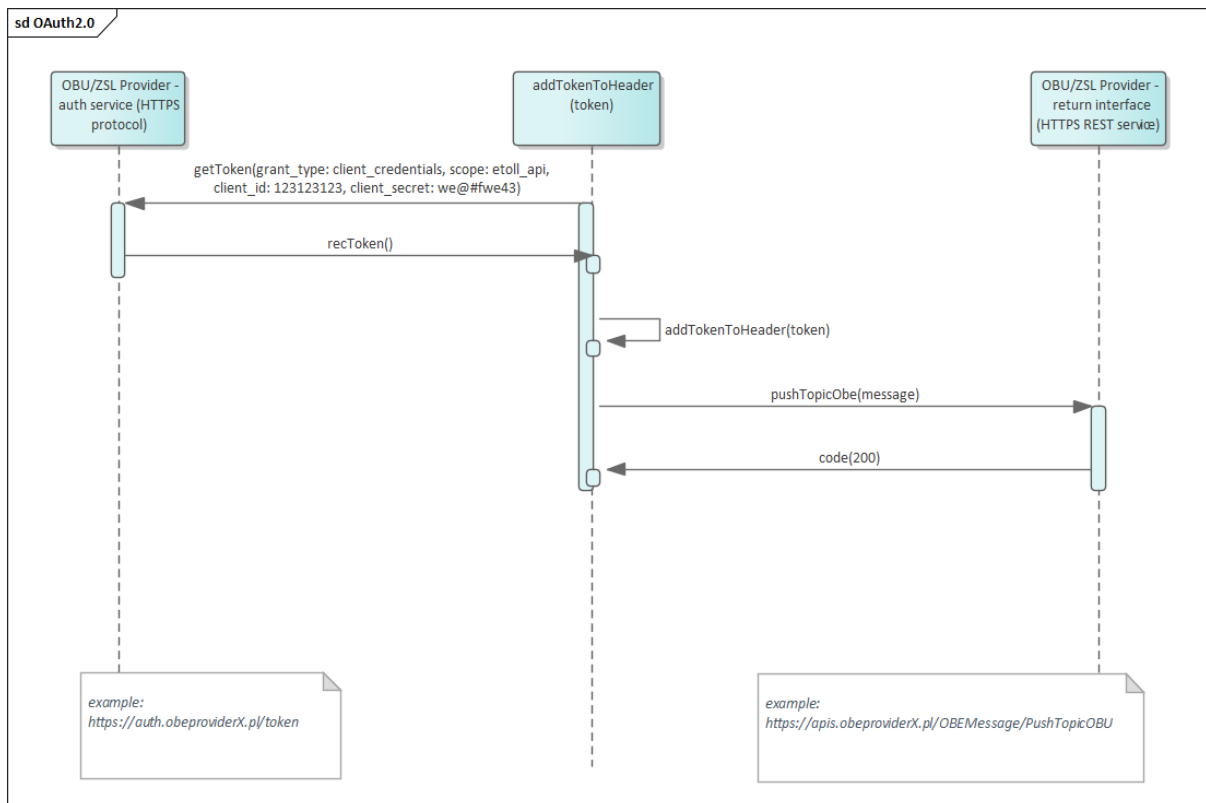 sd OAuth2.0
OBU/ZSL Provider -
auth service (HTTPS
protocol)
addTokenToHeader
(token)
OBU/ZSL Provider -
return interface
(HTTPS REST service)
getToken(grant_type: client_credentials, scope: etoll_api,
client_id: 123123123, client_secret: we@#fwe43)
recToken()
addTokenToHeader(token)
pushTopicObe(message)
code(200)
example:
https://auth.obeproviderX.pl/token
example:
https://apis.obeproviderX.pl/OBEMessage/PushTopicOBU